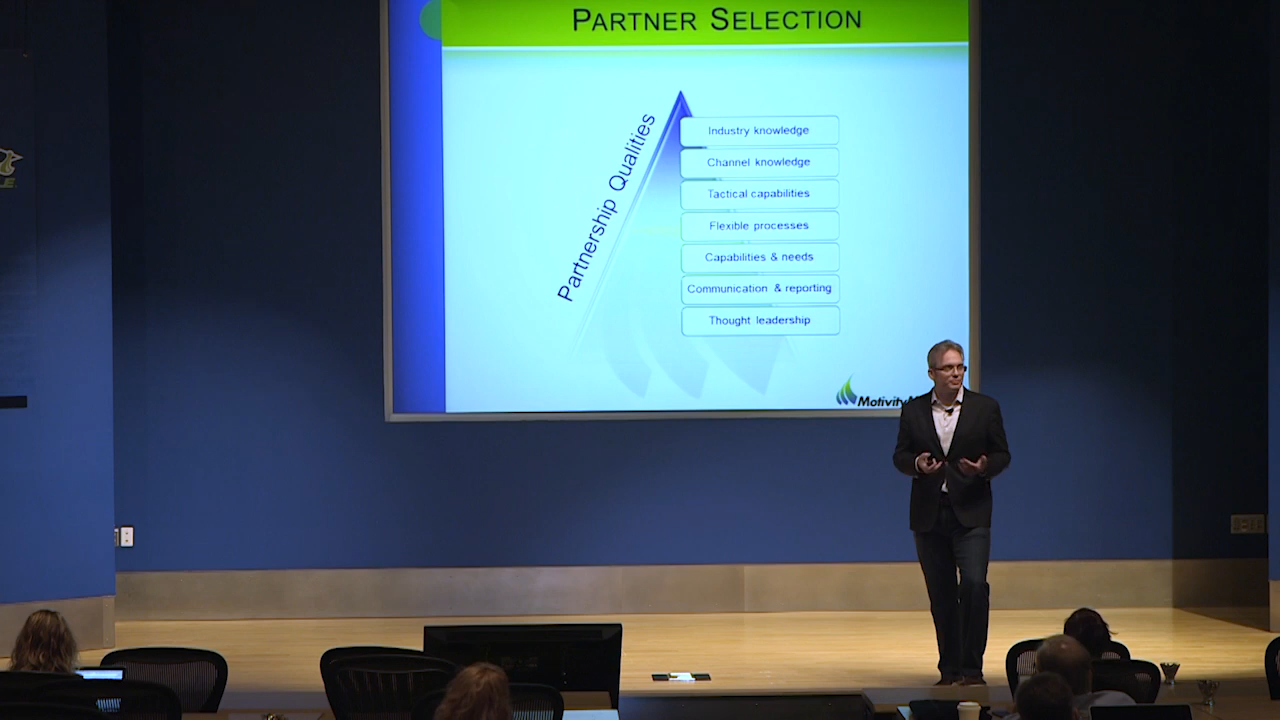 PARTNER SELECTION
Partnership Qualities
Industry knowledge
Channel knowledge
Tactical capabilities
Flexible processes
Capabilities & needs
Communication & reporting
Thought leadership